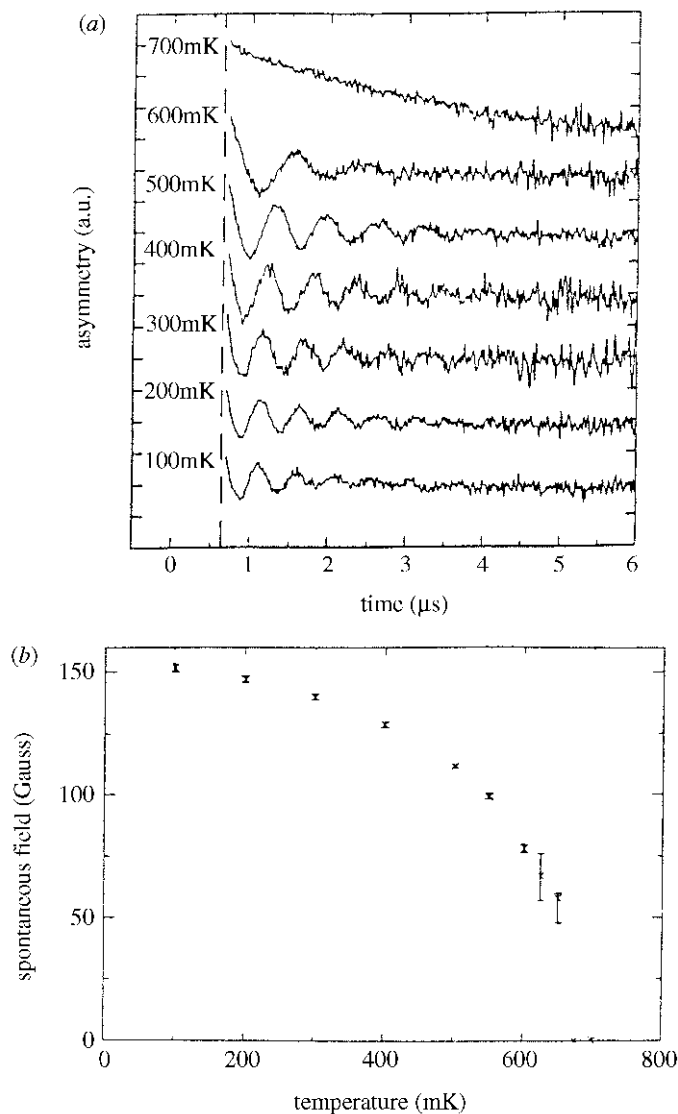 (a)
700mK
600mK
500mK
400mK
300mK
200mK
100mK
asymmetry (a.u.)
0 1 2 3 4 5 6
time (μs)
(b)
150
100
50
0
spontaneous field (Gauss)
0 200 400 600 800
temperature (mK)